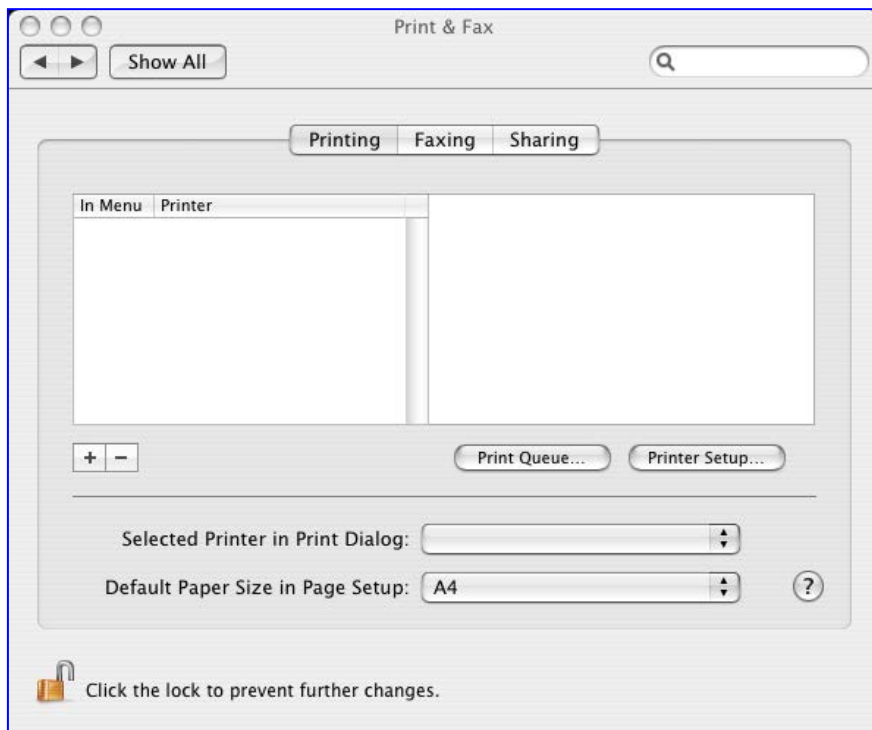 Print & Fax
Show All
Printing Faxing Sharing
In Menu Printer
+ − Print Queue... Printer Setup...
Selected Printer in Print Dialog:
Default Paper Size in Page Setup: A4 ?
Click the lock to prevent further changes.